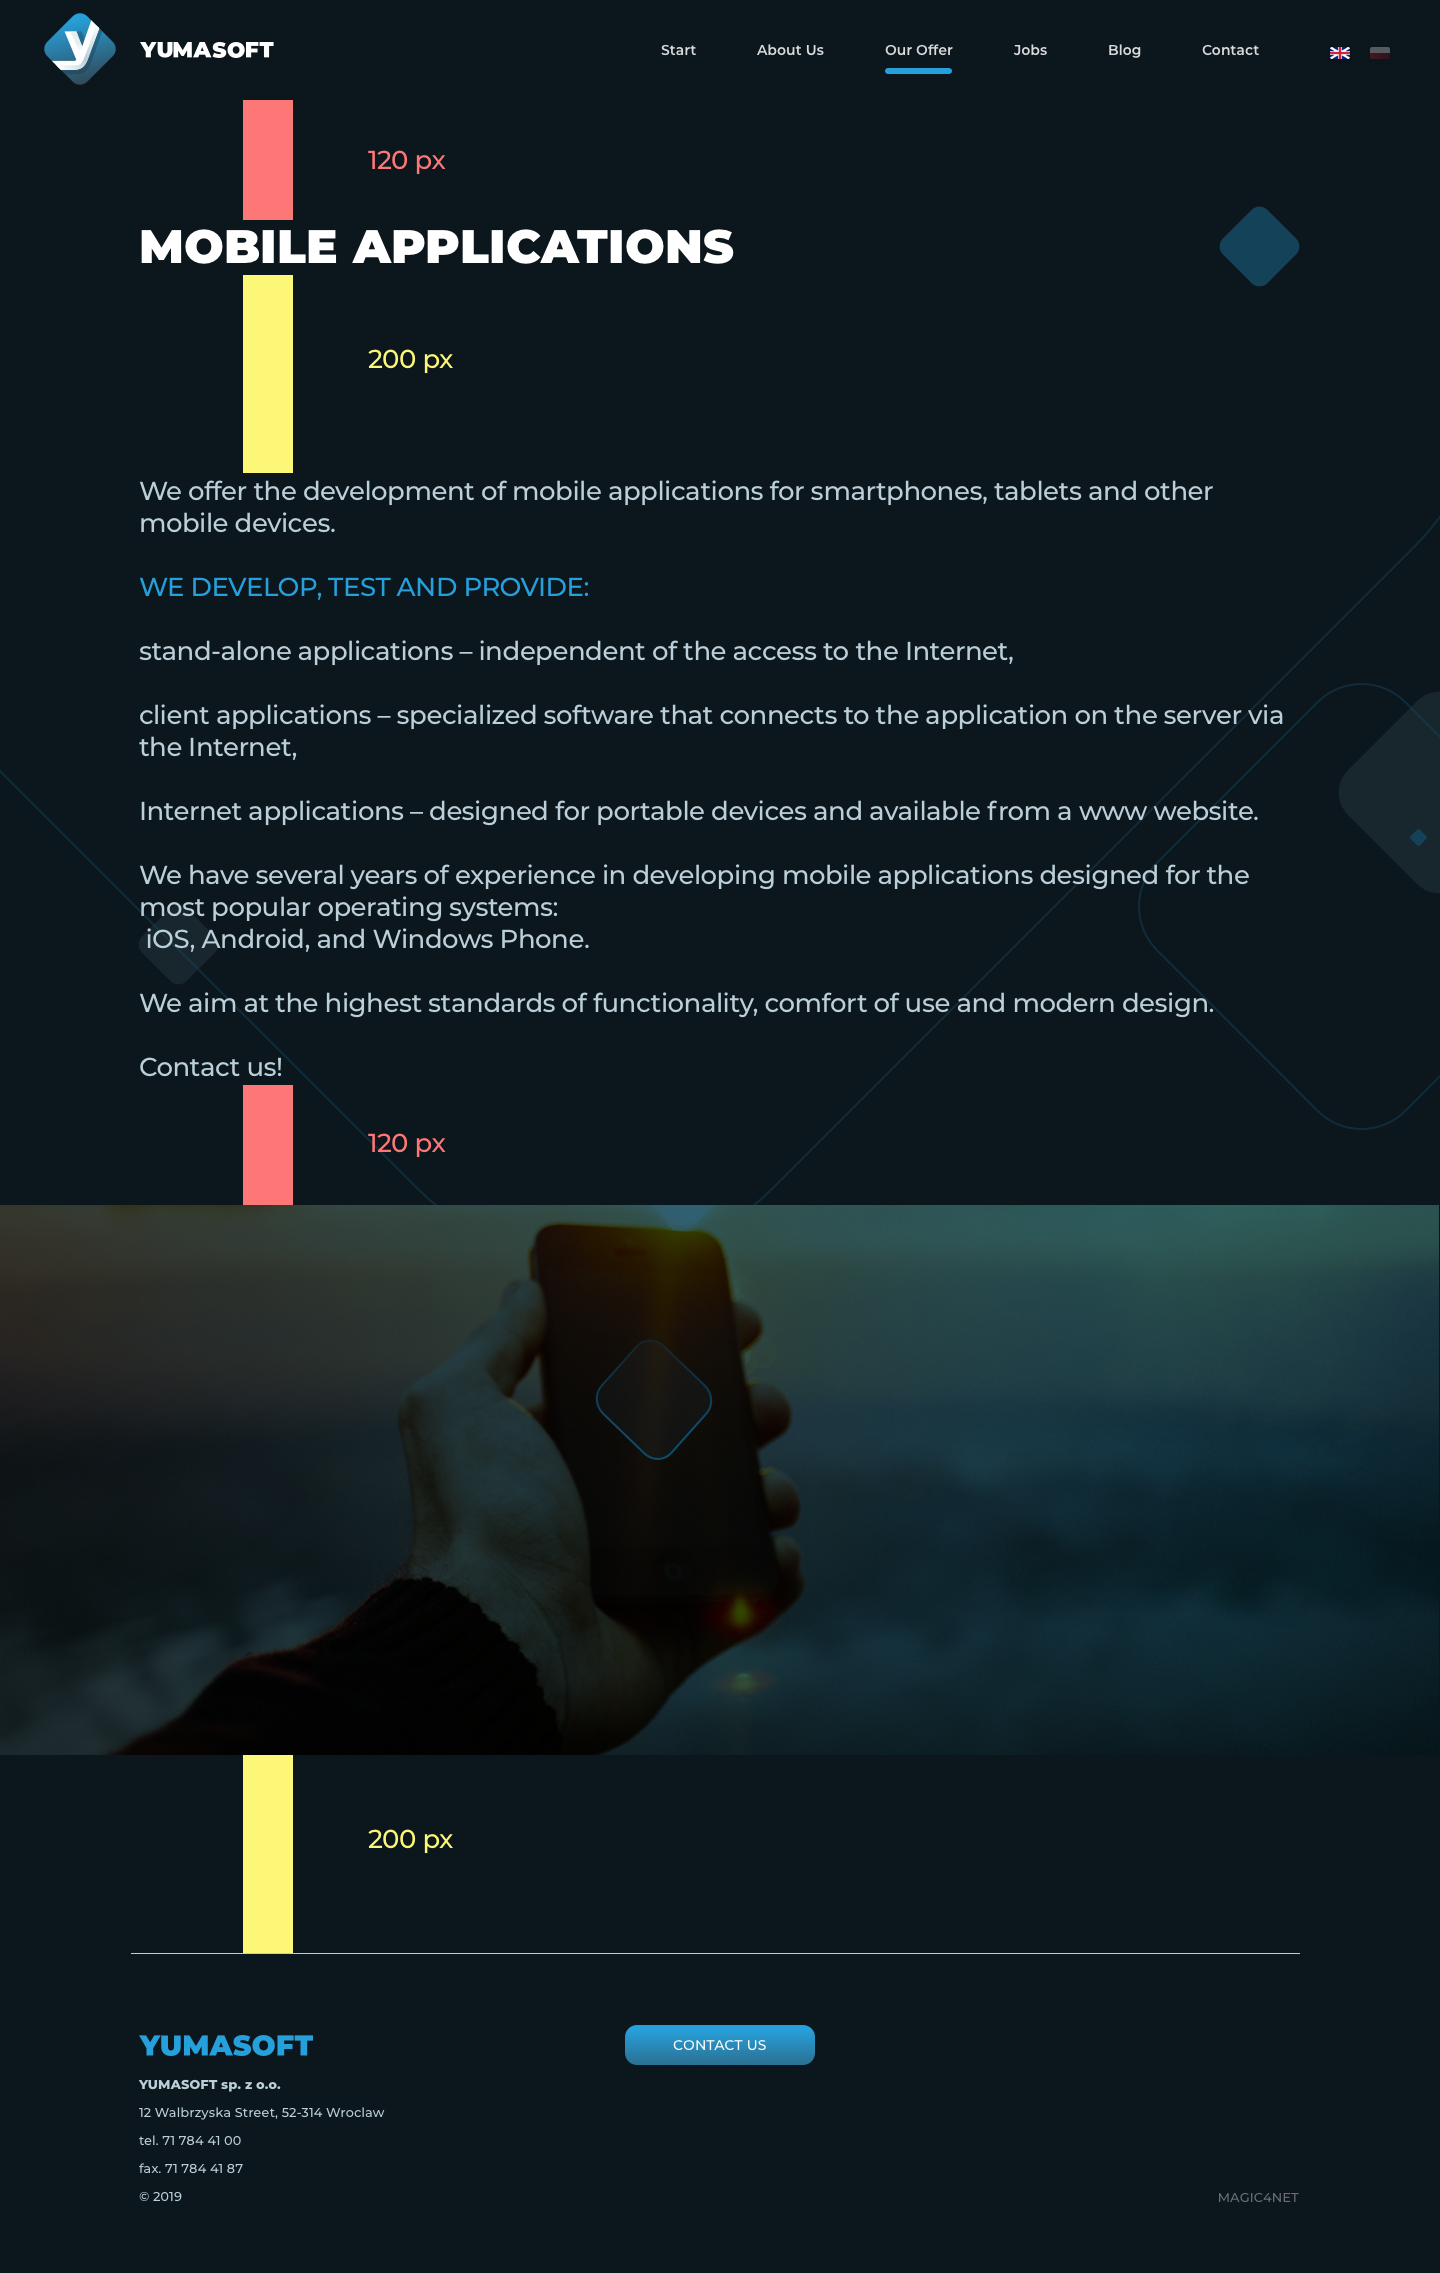 y YUMASOFT
Start About Us Our Offer Jobs Blog Contact
120 px
MOBILE APPLICATIONS
200 px
We offer the development of mobile applications for smartphones, tablets and other
mobile devices.
WE DEVELOP, TEST AND PROVIDE:
stand-alone applications – independent of the access to the Internet,
client applications – specialized software that connects to the application on the server via
the Internet,
Internet applications – designed for portable devices and available from a www website.
We have several years of experience in developing mobile applications designed for the
most popular operating systems:
iOS, Android, and Windows Phone.
We aim at the highest standards of functionality, comfort of use and modern design.
Contact us!
120 px
200 px
YUMASOFT
CONTACT US
YUMASOFT sp. z o.o.
12 Walbrzyska Street, 52-314 Wroclaw
tel. 71 784 41 00
fax. 71 784 41 87
© 2019
MAGIC4NET